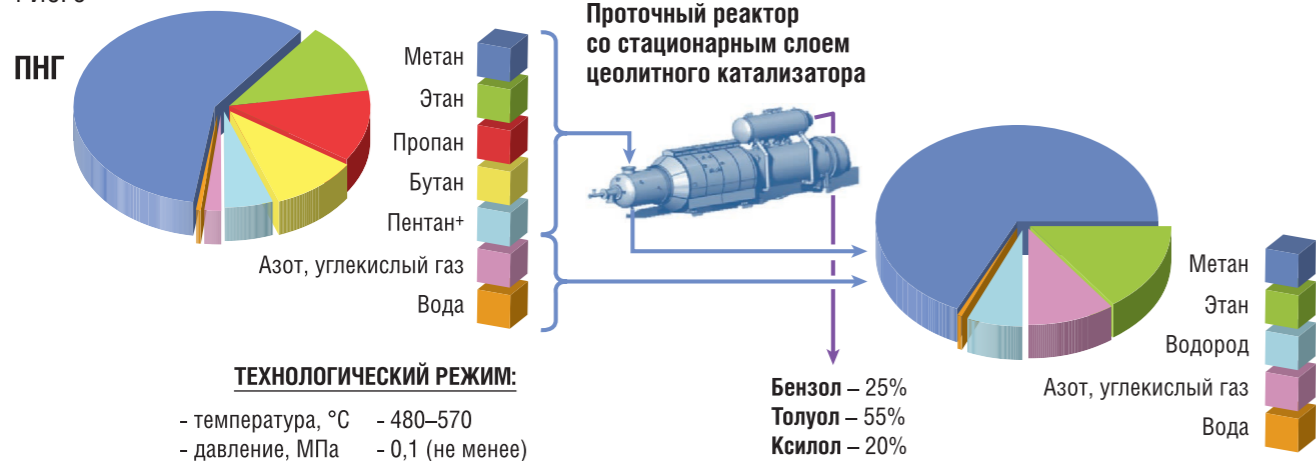 ПНГ
Метан
Этан
Пропан
Бутан
Пентан+
Азот, углекислый газ
Вода
Проточный реактор
со стационарным слоем
цеолитного катализатора
ТЕХНОЛОГИЧЕСКИЙ РЕЖИМ:
- температура, °С - 480–570
- давление, МПа - 0,1 (не менее)
Бензол – 25%
Толуол – 55%
Ксилол – 20%
Метан
Этан
Водород
Азот, углекислый газ
Вода